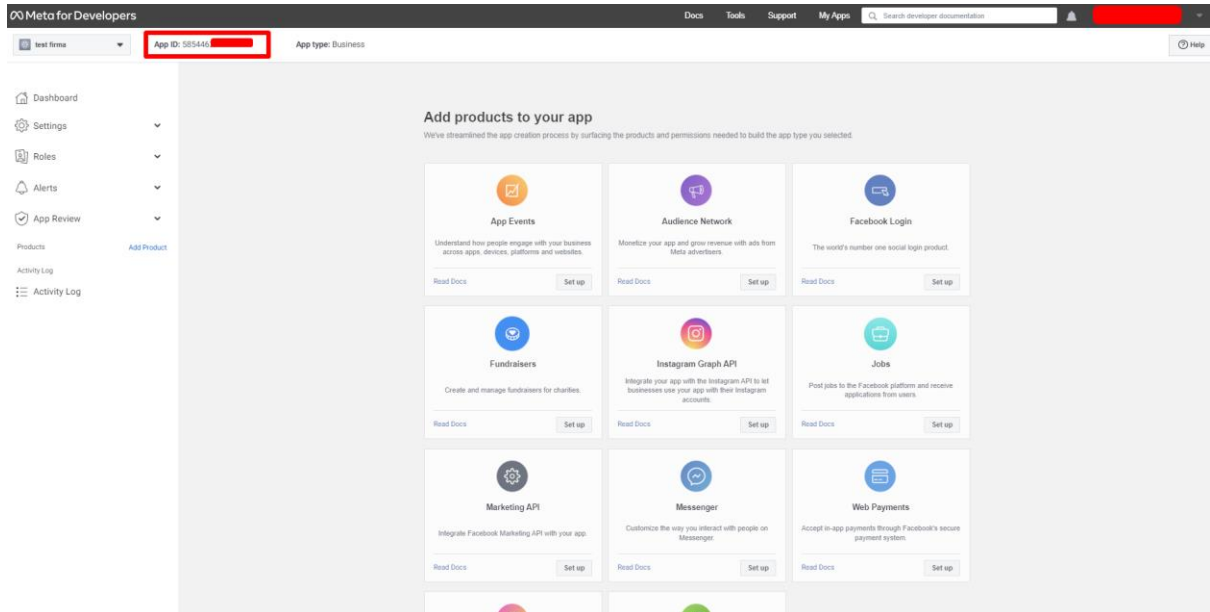 Meta for Developers
Docs Tools Support My Apps Search developer documentation
test firma App ID: 585446 App type: Business Help
Dashboard
Settings
Roles
Alerts
App Review
Products Add Product
Activity Log
Activity Log
Add products to your app
We've streamlined the app creation process by surfacing the products and permissions needed to build the app type you selected.
App Events
Understand how people engage with your business
across apps, devices, platforms and websites.
Read Docs Set up
Audience Network
Monetize your app and grow revenue with ads from
Meta advertisers.
Read Docs Set up
Facebook Login
The world's number one social login product.
Read Docs Set up
Fundraisers
Create and manage fundraisers for charities.
Read Docs Set up
Instagram Graph API
Integrate your app with the Instagram API to let
businesses use your app with their Instagram
accounts.
Read Docs Set up
Jobs
Post jobs to the Facebook platform and receive
applications from users.
Read Docs Set up
Marketing API
Integrate Facebook Marketing API with your app.
Read Docs Set up
Messenger
Customize the way you interact with people on
Messenger.
Read Docs Set up
Web Payments
Accept in-app payments through Facebook's secure
payment system.
Read Docs Set up